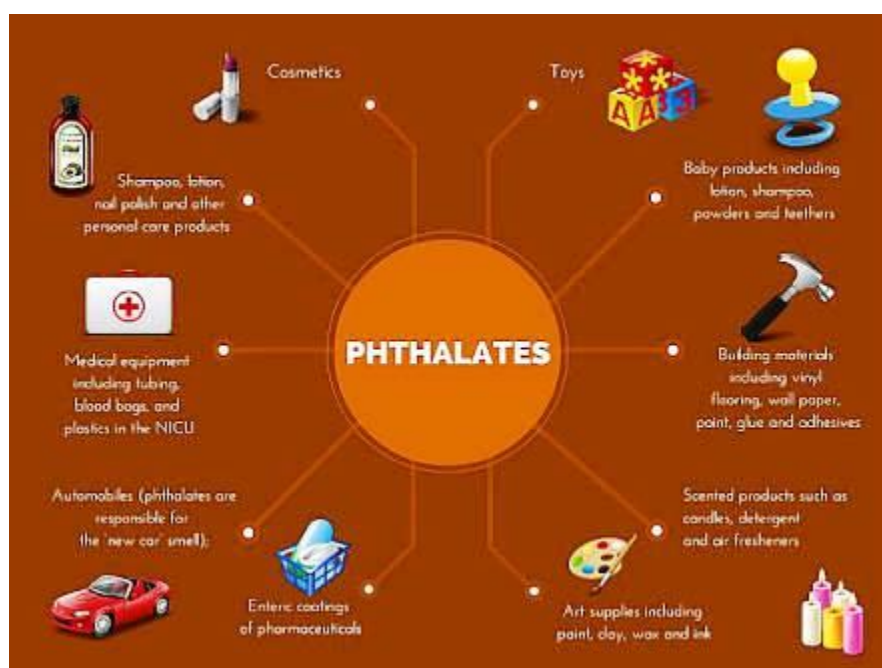 Cosmetics
Toys
Shampoo, lotion,
nail polish and other
personal care products
Baby products including
lotion, shampoo,
powders and teethers
PHTHALATES
Medical equipment
including tubing,
blood bags, and
plastics in the NICU
Building materials
including vinyl
flooring, wall paper,
paint, glue and adhesives
Automobiles (phthalates are
responsible for
the 'new car' smell);
Scented products such as
candles, detergent
and air fresheners
Enteric coatings
of pharmaceuticals
Art supplies including
paint, clay, wax and ink
A A 3 3